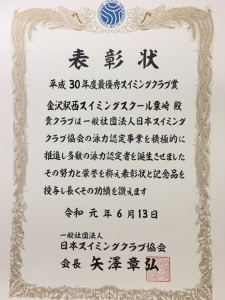 表彰状
平成30年度最優秀スイミングクラブ賞
金沢駅西スイミングスクール粟崎 殿
貴クラブは一般社団法人日本スイミング
クラブ協会の泳力認定事業を積極的に
推進し多数の泳力認定者を誕生させました
その努力と栄誉を称え表彰状と記念品を
授与し長くその功績を讃えます
令和 元年6月13日
一般社団法人
日本スイミングクラブ協会
会長 矢澤章弘